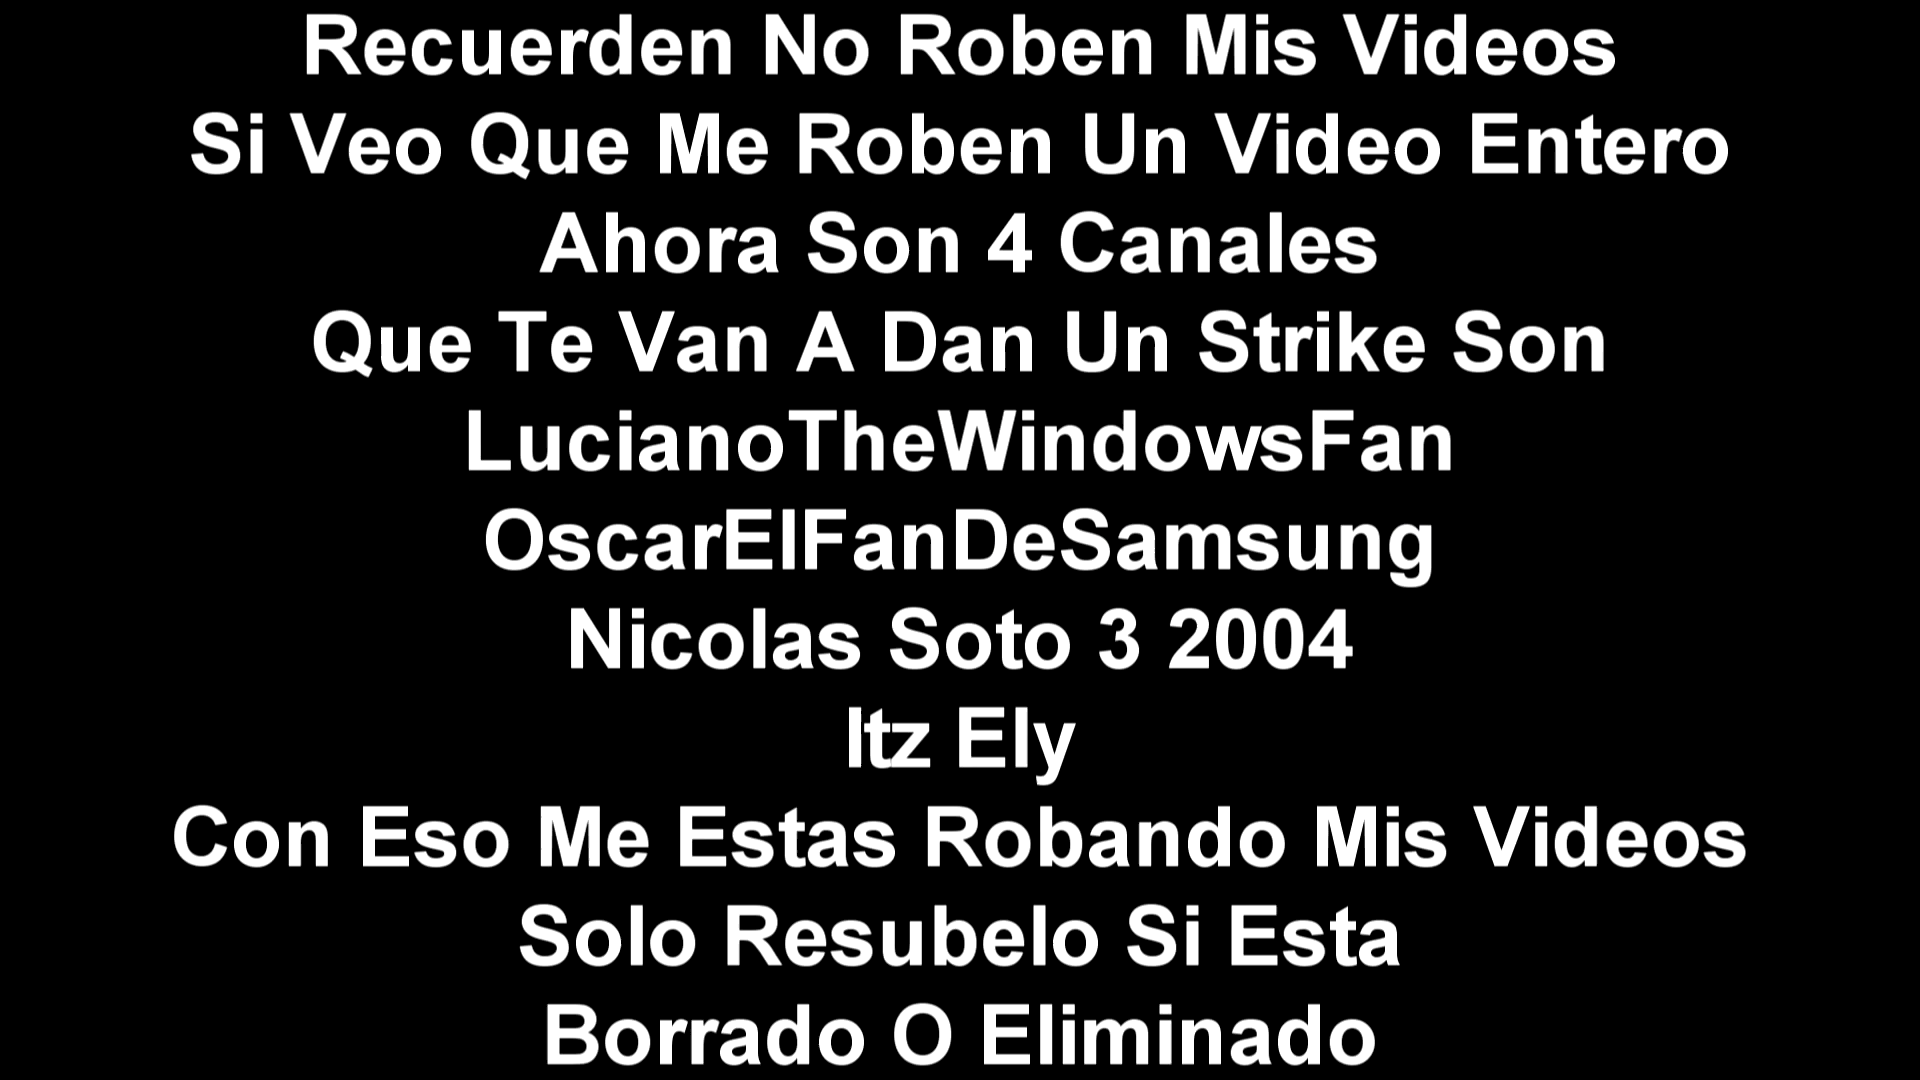 Recuerden No Roben Mis Videos
Si Veo Que Me Roben Un Video Entero
Ahora Son 4 Canales
Que Te Van A Dan Un Strike Son
LucianoTheWindowsFan
OscarElFanDeSamsung
Nicolas Soto 3 2004
Itz Ely
Con Eso Me Estas Robando Mis Videos
Solo Resubelo Si Esta
Borrado O Eliminado